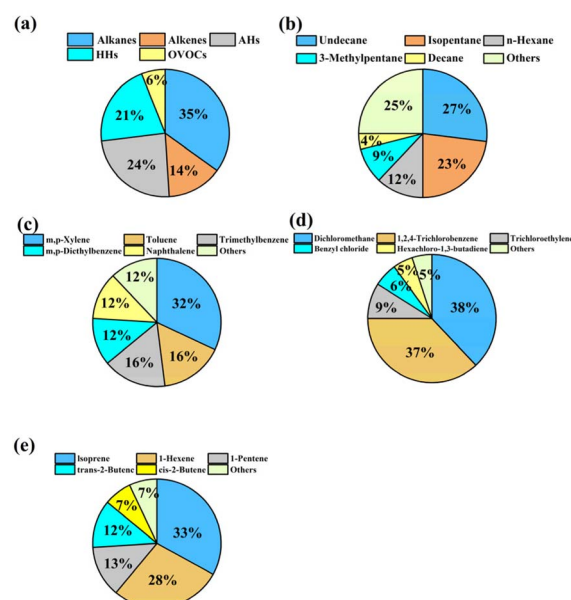 (a)
Alkanes Alkenes AHs
HHs OVOCs
6%
35%
21%
24%
14%
(b)
Undecane Isopentane n-Hexane
3-Methylpentane Decane Others
25%
27%
4%
9%
12%
23%
(c)
m,p-Xylene Toluene Trimethylbenzene
m,p-Diethylbenzene Naphthalene Others
12%
32%
12%
12%
16%
16%
(d)
Dichloromethane 1,2,4-Trichlorobenzene Trichloroethylene
Benzyl chloride Hexachloro-1,3-butadiene Others
5%
5%
6%
38%
9%
37%
(e)
Isoprene 1-Hexene 1-Pentene
trans-2-Butene cis-2-Butene Others
7%
7%
33%
12%
13%
28%